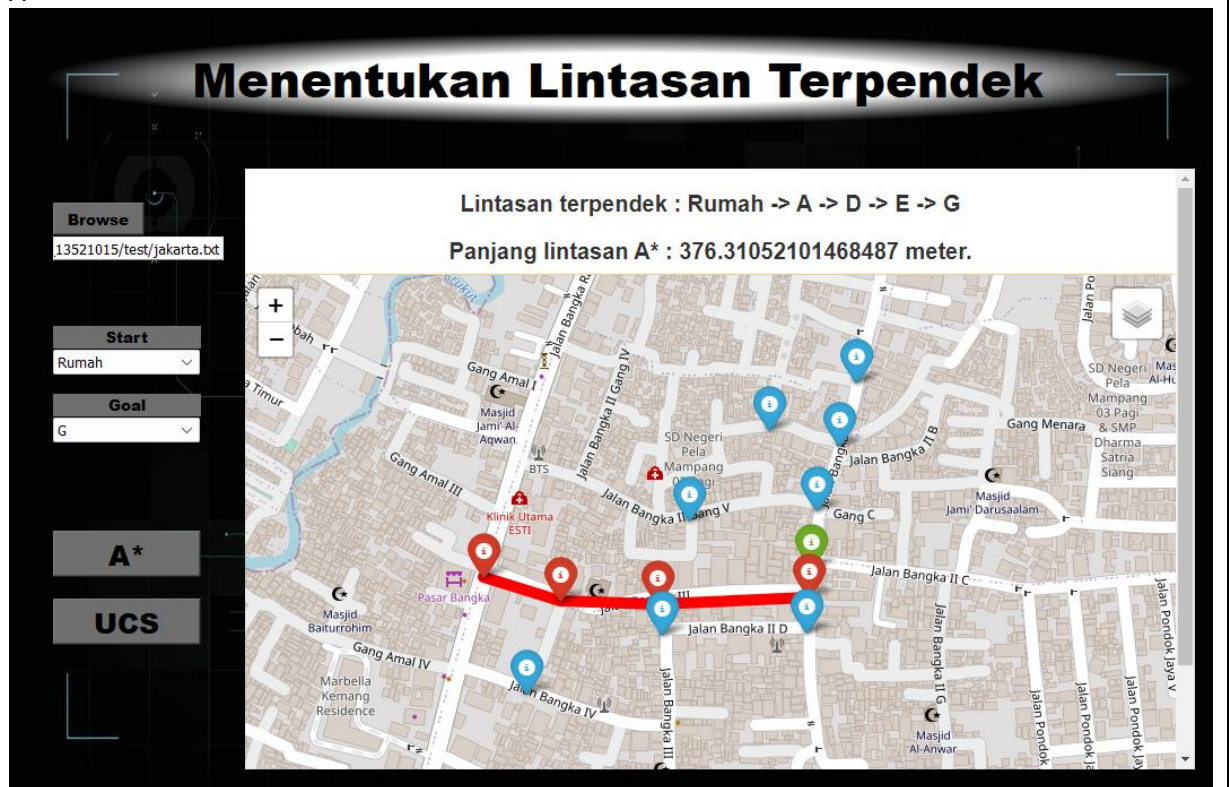 Menentukan Lintasan Terpendek
Browse
13521015/test/jakarta.txt
Start
Rumah
Goal
G
A*
UCS
Lintasan terpendek : Rumah -> A -> D -> E -> G
Panjang lintasan A* : 376.31052101468487 meter.
+
−
Gang Amal I
Masjid
Jami' Al-
Aqwan
BTS
Gang Amal III
Klinik Utama
ESTI
Jalan Bangka II Gang IV
SD Negeri
Pela
Mampang
Jalan Bangka II Gang V
Jalan Bangka II B
Gang Menara
SD Negeri
Pela
Mampang
03 Pagi
& SMP
Dharma
Satria
Siang
Masjid
Jami' Darusaalam
Gang C
Jalan Bangka II C
Pasar Bangka
Masjid
Baiturrohim
Gang Amal IV
Marbella
Kemang
Residence
Jalan Bangka IV
Jalan Bangka II D
Jalan Bangka III
Jalan Bangka II G
Masjid
Al-Anwar
Jalan Pondok Jaya V